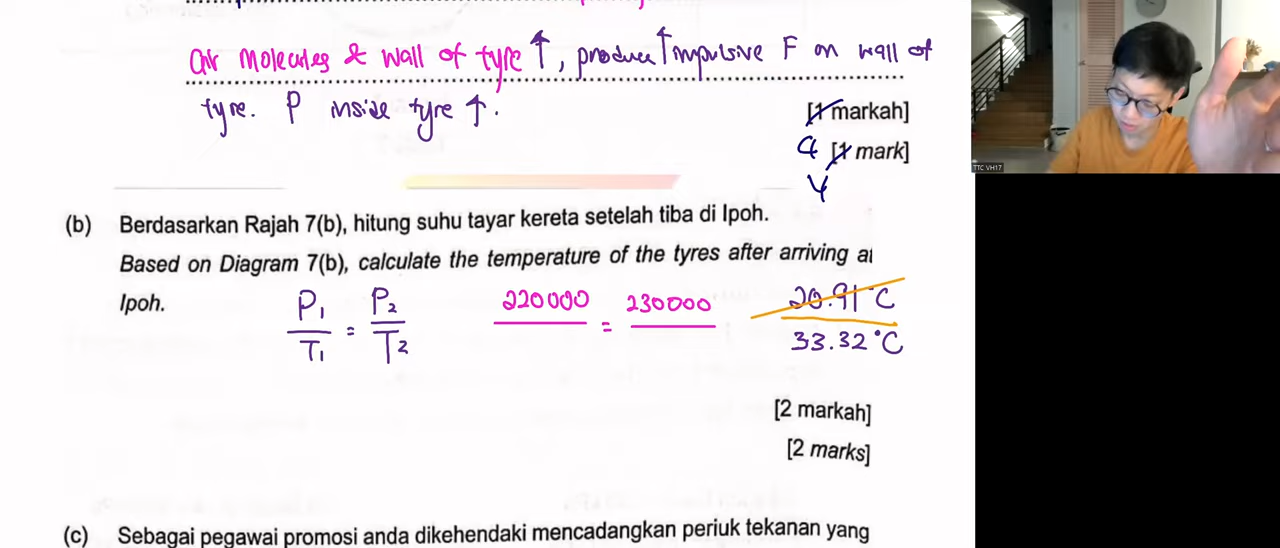 air molecules & wall of tyre ↑, produce ↑ impulsive F on wall of
tyre. P inside tyre ↑.
[1 markah]
4 [1 mark]
4
(b) Berdasarkan Rajah 7(b), hitung suhu tayar kereta setelah tiba di Ipoh.
Based on Diagram 7(b), calculate the temperature of the tyres after arriving at
Ipoh.
P1/T1 = P2/T2
220000 = 230000
20.91°C
33.32°C
[2 markah]
[2 marks]
(c) Sebagai pegawai promosi anda dikehendaki mencadangkan periuk tekanan yang
TTC VH17